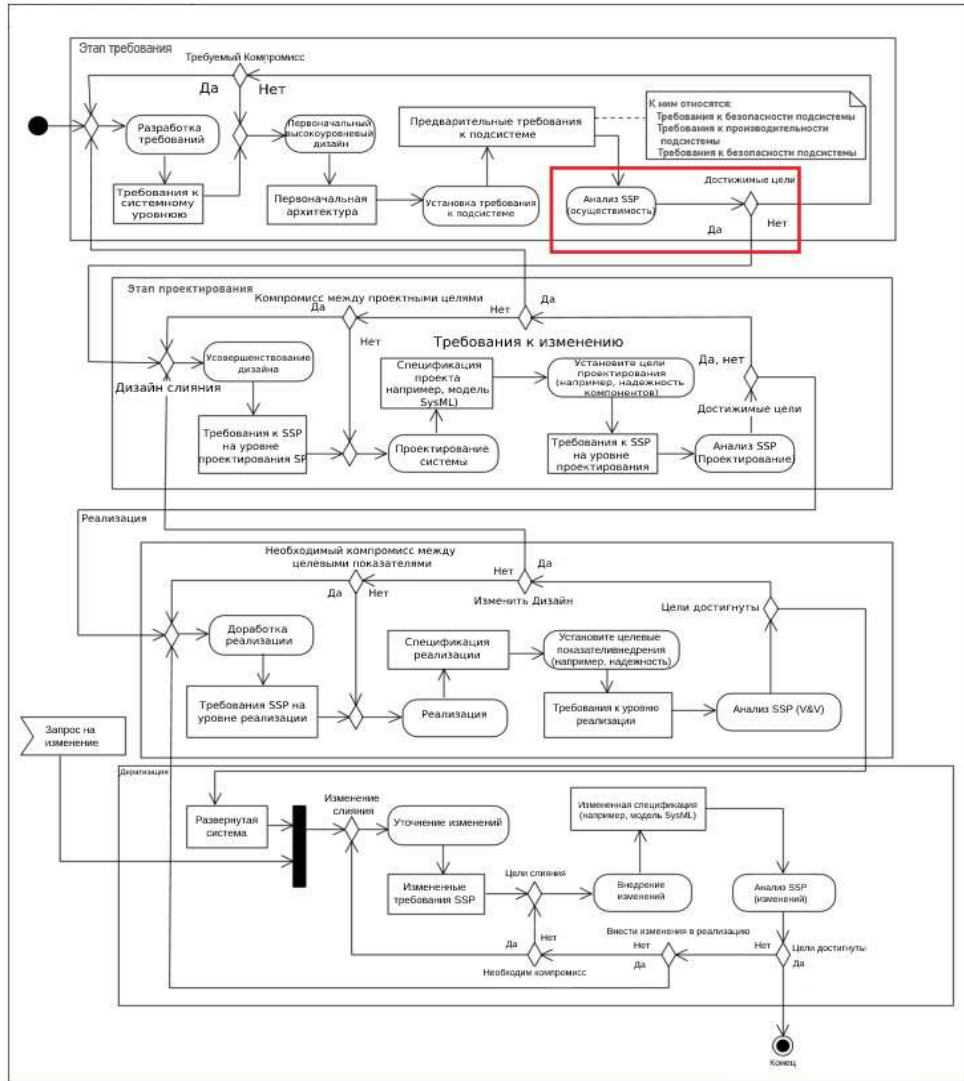 Этап требования
Требуемый Компромисс
Да
Нет
Разработка
требований
Требования к
системному
уровнюю
Первоначальный
высокоуровневый
дизайн
Первоначальная
архитектура
Предварительные требования
к подсистеме
Установка требования
к подсистеме
К ним относятся:
Требования к безопасности подсистемы
Требования к производительности
подсистемы
Требования к безопасности подсистемы
Анализ SSP
(осуществимость)
Достижимые цели
Нет
Да
Этап проектирования
Компромисс между проектными целями
Да
Нет
Нет
Да
Требования к изменению
Дизайн слияния
Усовершенствование
дизайна
Требования к SSP
на уровне
проектирования SP
Спецификация
проекта
например, модель
SysML)
Проектирование
системы
Установите цели
проектирования
(например, надежность
компонентов)
Требования к SSP
на уровне
проектирования
Да, нет
Достижимые цели
Анализ SSP
Проектирование)
Реализация
Необходимый компромисс между
целевыми показателями
Да
Нет
Нет
Да
Изменить Дизайн
Цели достигнуты
Доработка
реализации
Требования SSP на
уровне реализации
Спецификация
реализации
Реализация
Установите целевые
показателивнедрения
(например, надежность)
Требования к уровню
реализации
Анализ SSP (V&V)
Запрос на
изменение
Развернутая
система
Изменение
слияния
Уточнение изменений
Измененные
требования SSP
Цели слияния
Измененная спецификация
(например, модель SysML)
Внедрение
изменений
Анализ SSP
(изменений)
Внести изменения в реализацию
Нет
Да
Нет
Да
Необходим компромисс
Нет
Цели достигнуты
Да
Конец